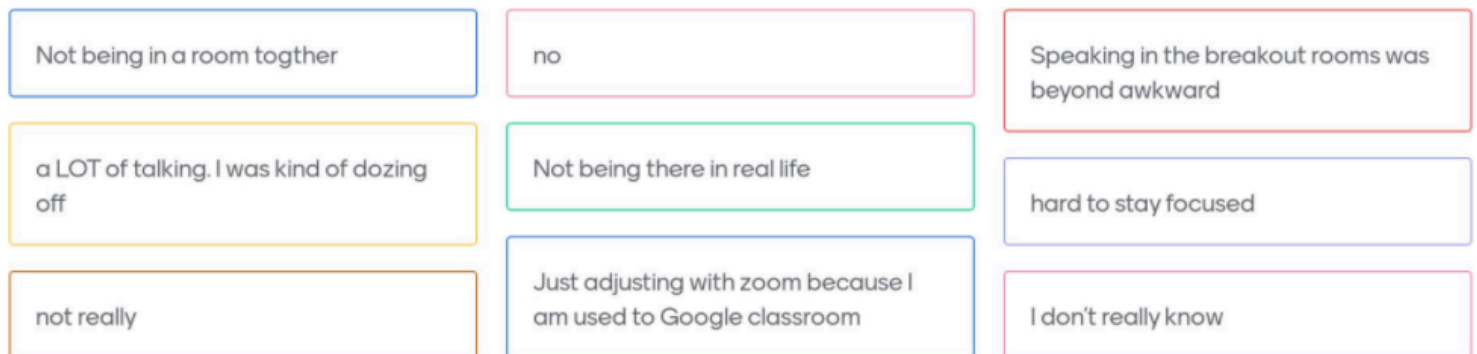 Not being in a room togther
a LOT of talking. I was kind of dozing
off
not really
no
Not being there in real life
Just adjusting with zoom because I
am used to Google classroom
Speaking in the breakout rooms was
beyond awkward
hard to stay focused
I don't really know